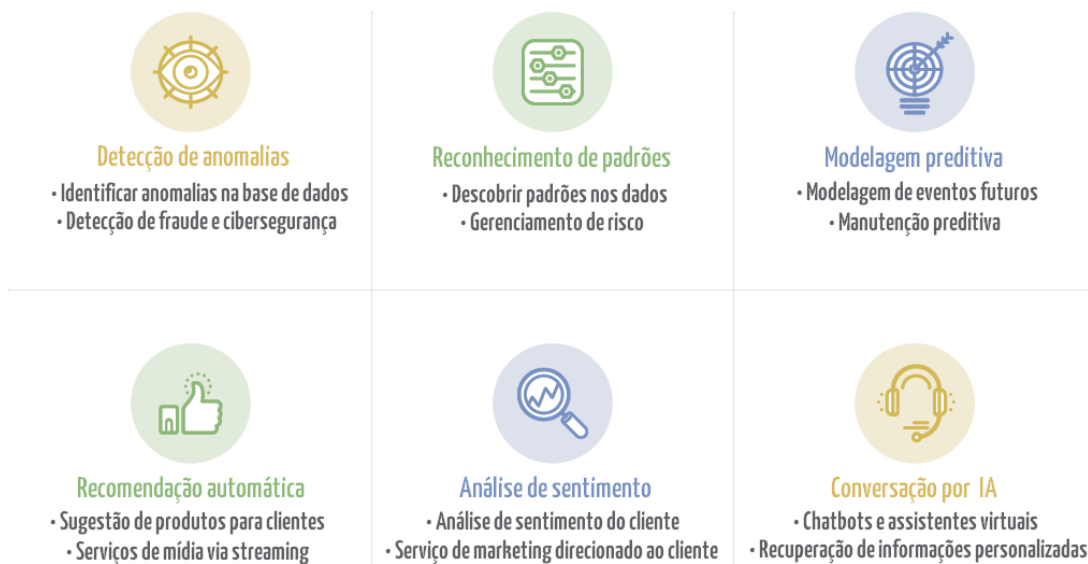 Detecção de anomalias
• Identificar anomalias na base de dados
• Detecção de fraude e cibersegurança
Reconhecimento de padrões
• Descobrir padrões nos dados
• Gerenciamento de risco
Modelagem preditiva
• Modelagem de eventos futuros
• Manutenção preditiva
Recomendação automática
• Sugestão de produtos para clientes
• Serviços de mídia via streaming
Análise de sentimento
• Análise de sentimento do cliente
• Serviço de marketing direcionado ao cliente
Conversação por IA
• Chatbots e assistentes virtuais
• Recuperação de informações personalizadas